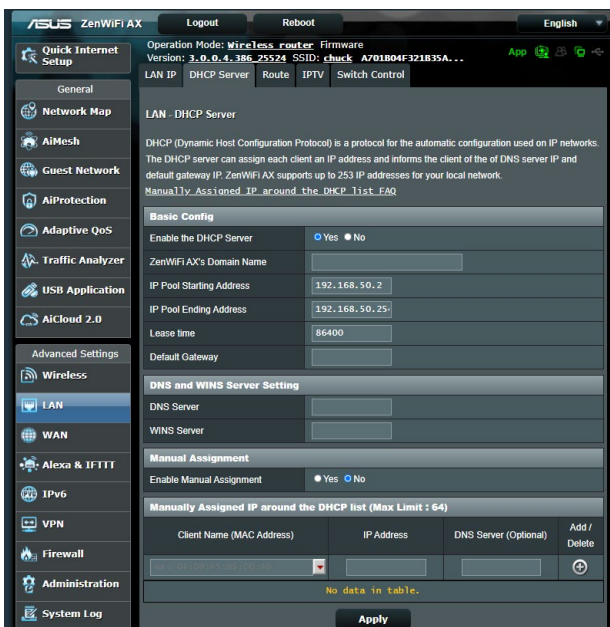 ASUS ZenWiFi AX Logout Reboot English
Quick Internet Setup
Operation Mode: Wireless router Firmware
Version: 3.0.0.4.386_25524 SSID: chuck A701B04F321B35A...
App
LAN IP DHCP Server Route IPTV Switch Control
General
Network Map
AiMesh
Guest Network
AiProtection
Adaptive QoS
Traffic Analyzer
USB Application
AiCloud 2.0
Advanced Settings
Wireless
LAN
WAN
Alexa & IFTTT
IPv6
VPN
Firewall
Administration
System Log
LAN - DHCP Server
DHCP (Dynamic Host Configuration Protocol) is a protocol for the automatic configuration used on IP networks.
The DHCP server can assign each client an IP address and informs the client of the of DNS server IP and
default gateway IP. ZenWiFi AX supports up to 253 IP addresses for your local network.
Manually Assigned IP around the DHCP list FAQ
Basic Config
Enable the DHCP Server Yes No
ZenWiFi AX's Domain Name
IP Pool Starting Address 192.168.50.2
IP Pool Ending Address 192.168.50.25
Lease time 86400
Default Gateway
DNS and WINS Server Setting
DNS Server
WINS Server
Manual Assignment
Enable Manual Assignment Yes No
Manually Assigned IP around the DHCP list (Max Limit : 64)
Client Name (MAC Address) IP Address DNS Server (Optional) Add / Delete
No data in table.
Apply